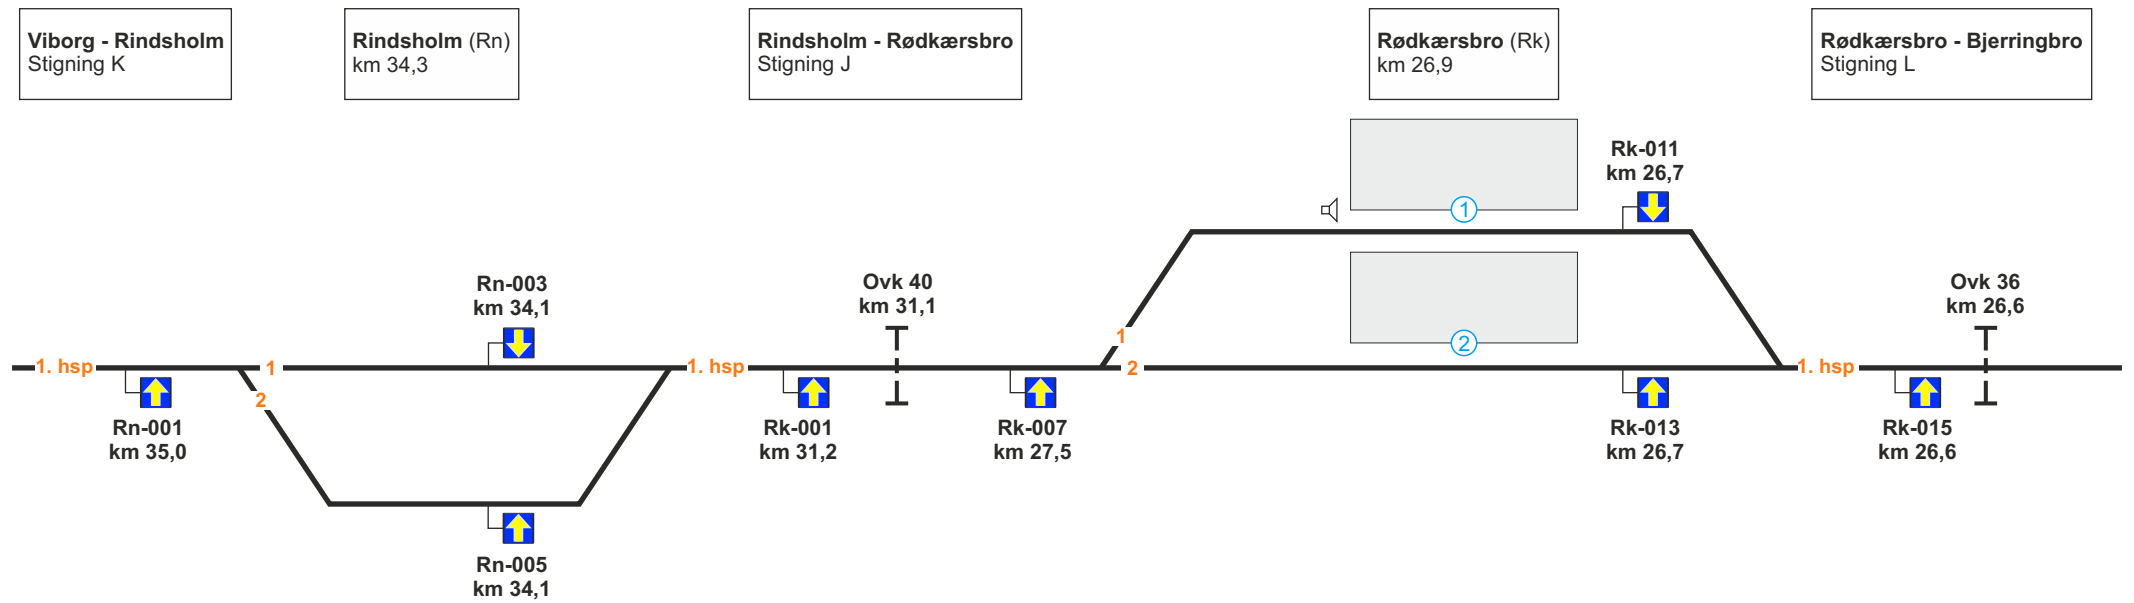 Viborg - Rindsholm
Stigning K
Rindsholm (Rn)
km 34,3
Rindsholm - Rødkærsbro
Stigning J
Rødkærsbro (Rk)
km 26,9
Rødkærsbro - Bjerringbro
Stigning L
Rk-011
km 26,7
1
Rn-003
km 34,1
Ovk 40
km 31,1
Ovk 36
km 26,6
1
2
1. hsp
1
1. hsp
2
1. hsp
2
Rn-001
km 35,0
Rk-001
km 31,2
Rk-007
km 27,5
Rk-013
km 26,7
Rk-015
km 26,6
Rn-005
km 34,1